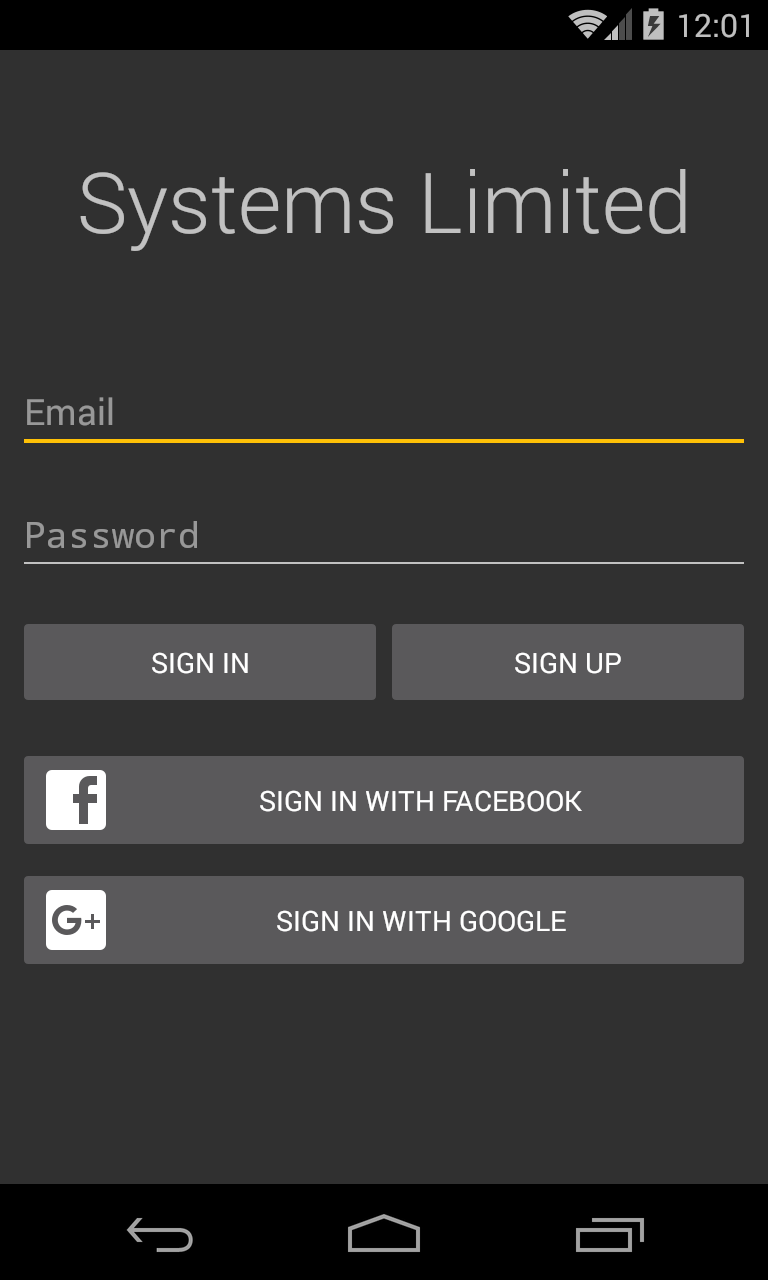 12:01
Systems Limited
Email
Password
SIGN IN
SIGN UP
f SIGN IN WITH FACEBOOK
G+ SIGN IN WITH GOOGLE